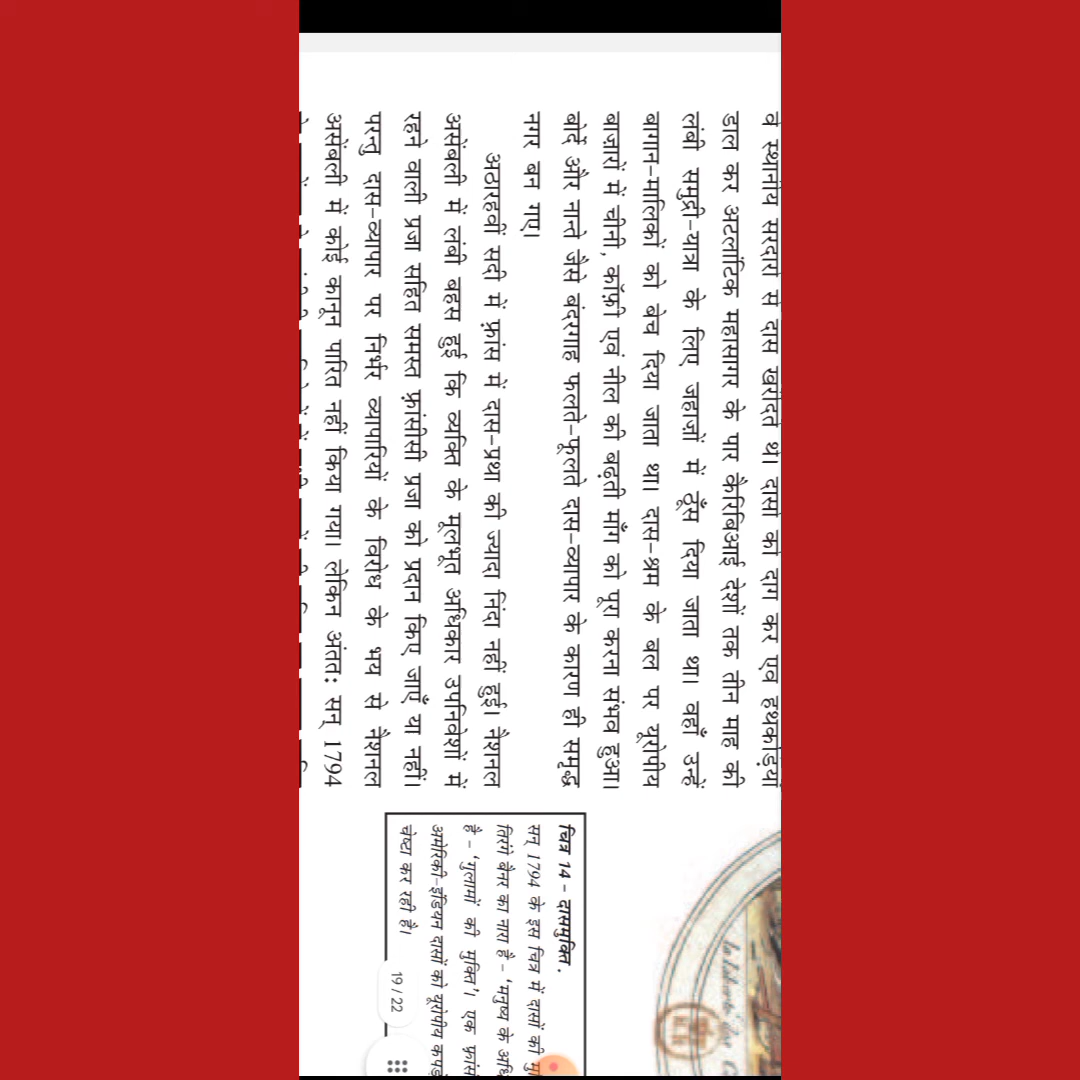 व स्थानीय सरदारों से दास ख़रीदते थे। दासों को दाग कर एवं हथकड़ियाँ
डाल कर अटलांटिक महासागर के पार कैरिबिआई देशों तक तीन माह की
लंबी समुद्री-यात्रा के लिए जहाज़ों में ठूँस दिया जाता था। वहाँ उन्हें
बाग़ान-मालिकों को बेच दिया जाता था। दास-श्रम के बल पर यूरोपीय
बाज़ारों में चीनी, कॉफ़ी एवं नील की बढ़ती माँग को पूरा करना संभव हुआ।
बोर्दे और नान्ते जैसे बंदरगाह फलते-फूलते दास-व्यापार के कारण ही समृद्ध
नगर बन गए।
अठारहवीं सदी में फ़्रांस में दास-प्रथा की ज्यादा निंदा नहीं हुई। नैशनल
असेंबली में लंबी बहस हुई कि व्यक्ति के मूलभूत अधिकार उपनिवेशों में
रहने वाली प्रजा सहित समस्त फ़्रांसीसी प्रजा को प्रदान किए जाएँ या नहीं।
परन्तु दास-व्यापार पर निर्भर व्यापारियों के विरोध के भय से नैशनल
असेंबली में कोई कानून पारित नहीं किया गया। लेकिन अंततः सन् 1794
चित्र 14 - दासमुक्ति.
सन् 1794 के इस चित्र में दासों की
तिरंगे बैनर का नारा है - 'मनुष्य के
है - 'गुलामों की मुक्ति'। एक
अमेरिकी-इंडियन दासों को यूरोपीय
चेष्टा कर रही है।
19 / 22